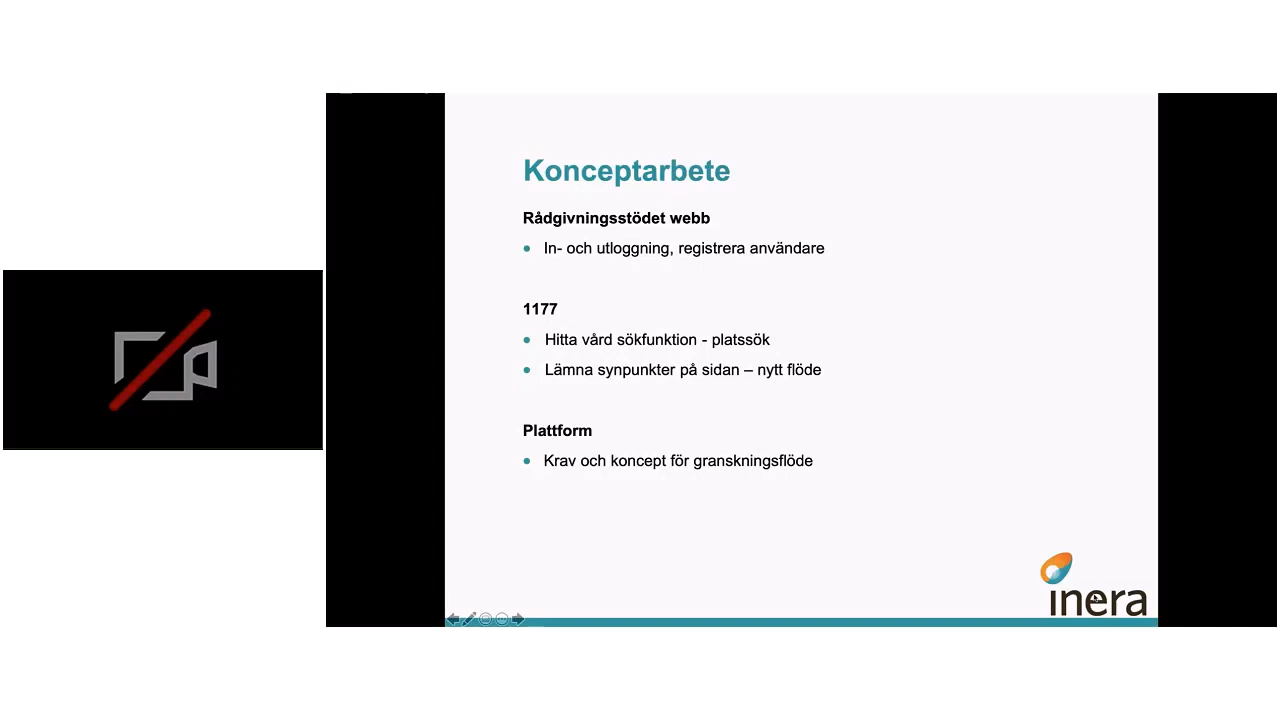 Konceptarbete
Rådgivningsstödet webb
In- och utloggning, registrera användare
1177
Hitta vård sökfunktion - platssök
Lämna synpunkter på sidan – nytt flöde
Plattform
Krav och koncept för granskningsflöde
inera